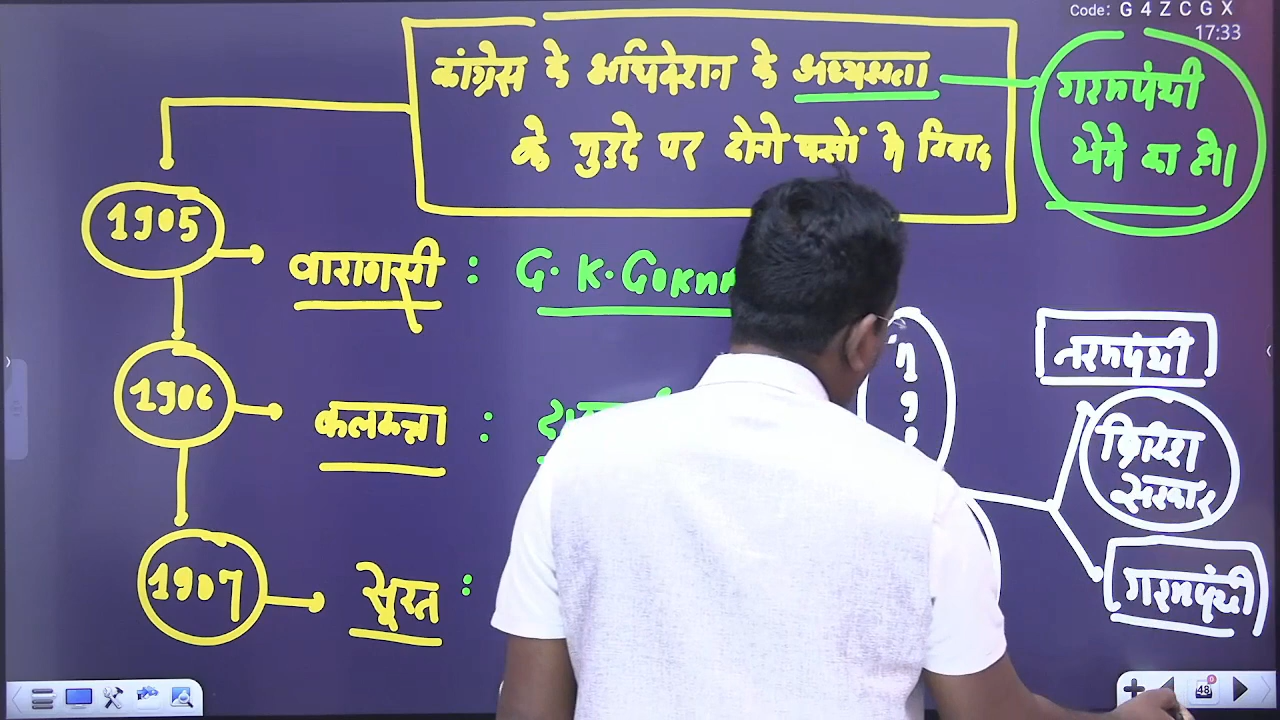 Code: G 4 Z C G X
17:33
कांग्रेस के अधिवेशन के अध्यक्षता
के मुद्दे पर दोनो पक्षों मे विवाद
गरमपंथी
नेत्रे का हो।
1905
वाराणसी : G. K. Gokh
1906
कलकत्ता :
1907
सूरत :
नरमपंथी
ब्रिटिश
सरकार
गरमपंथी
48